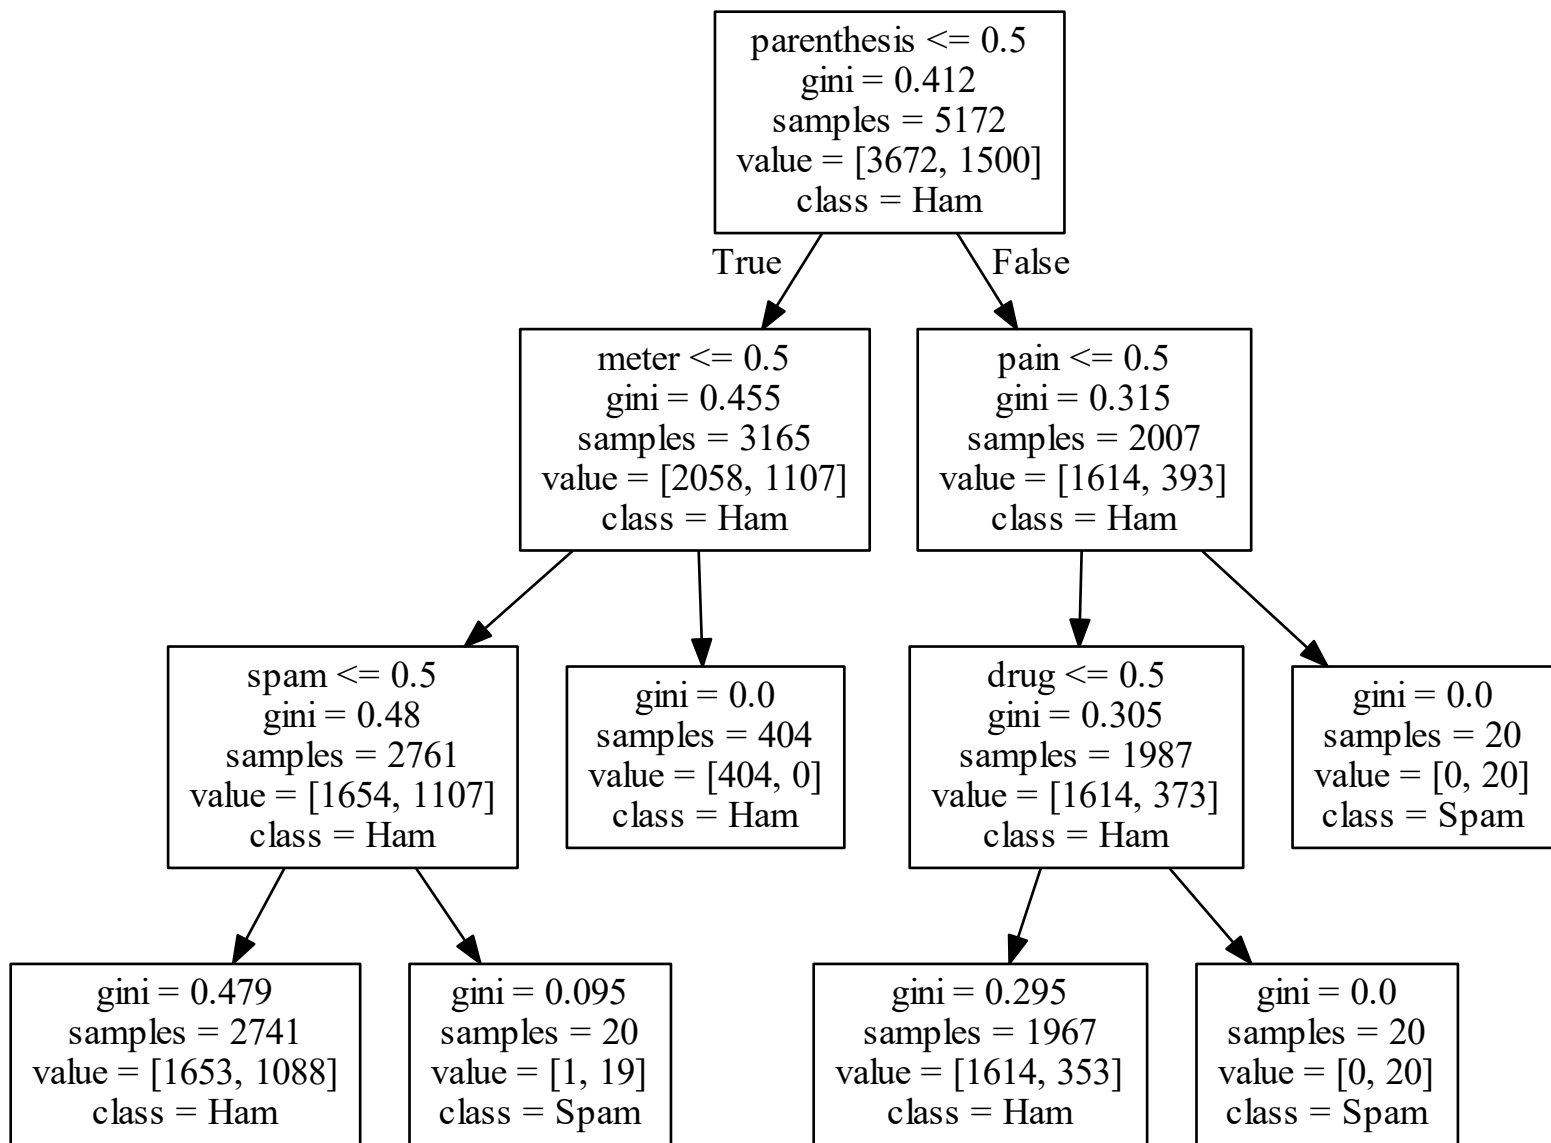 parenthesis <= 0.5
gini = 0.412
samples = 5172
value = [3672, 1500]
class = Ham
True
False
meter <= 0.5
gini = 0.455
samples = 3165
value = [2058, 1107]
class = Ham
pain <= 0.5
gini = 0.315
samples = 2007
value = [1614, 393]
class = Ham
spam <= 0.5
gini = 0.48
samples = 2761
value = [1654, 1107]
class = Ham
gini = 0.0
samples = 404
value = [404, 0]
class = Ham
drug <= 0.5
gini = 0.305
samples = 1987
value = [1614, 373]
class = Ham
gini = 0.0
samples = 20
value = [0, 20]
class = Spam
gini = 0.479
samples = 2741
value = [1653, 1088]
class = Ham
gini = 0.095
samples = 20
value = [1, 19]
class = Spam
gini = 0.295
samples = 1967
value = [1614, 353]
class = Ham
gini = 0.0
samples = 20
value = [0, 20]
class = Spam